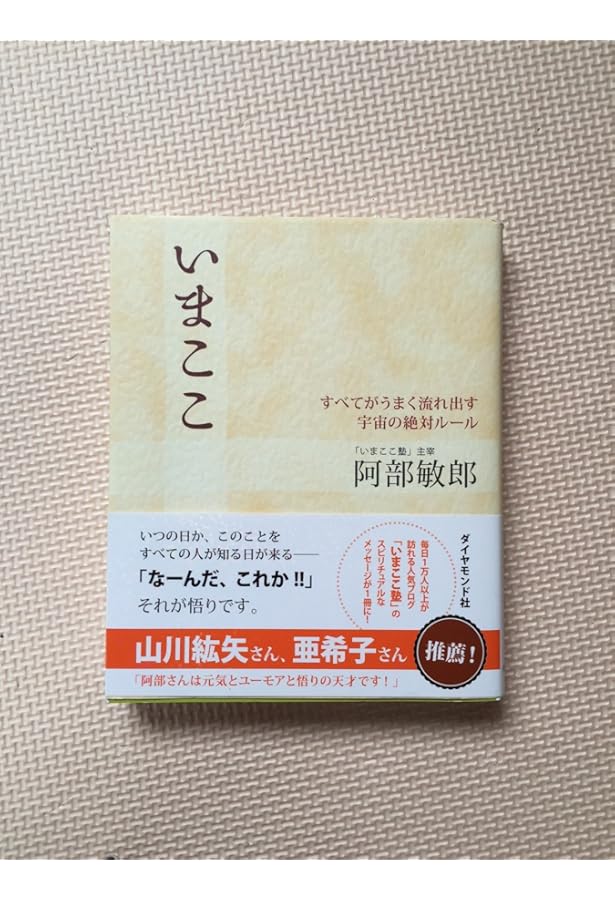 いまここ
すべてがうまく流れ出す
宇宙の絶対ルール
「いまここ塾」主宰
阿部敏郎
いつの日か、このことを
すべての人が知る日が来る――
「なーんだ、これか!!」
それが悟りです。
毎日1万人以上が
訪れる人気ブログ
「いまここ塾」の
スピリチュアルな
メッセージが1冊に!
ダイヤモンド社
山川紘矢さん、亜希子さん
推薦!
「阿部さんは元気とユーモアと悟りの天才です!」